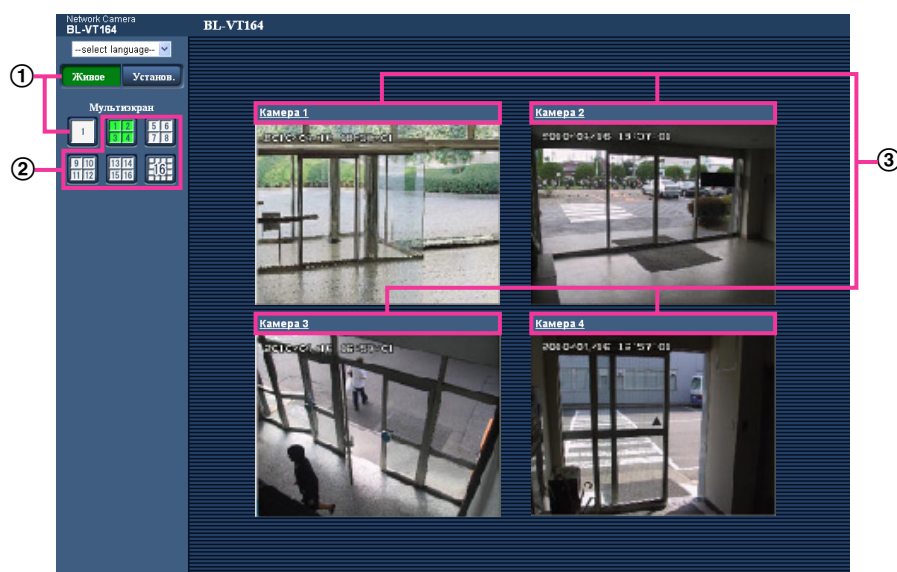 Network Camera
BL-VT164
BL-VT164
--select language--
① Живое Установ.
Мультиэкран
1
1 2
3 4
5 6
7 8
② 9 10
11 12
13 14
15 16
16
③
Камера 1
Камера 2
Камера 3
Камера 4